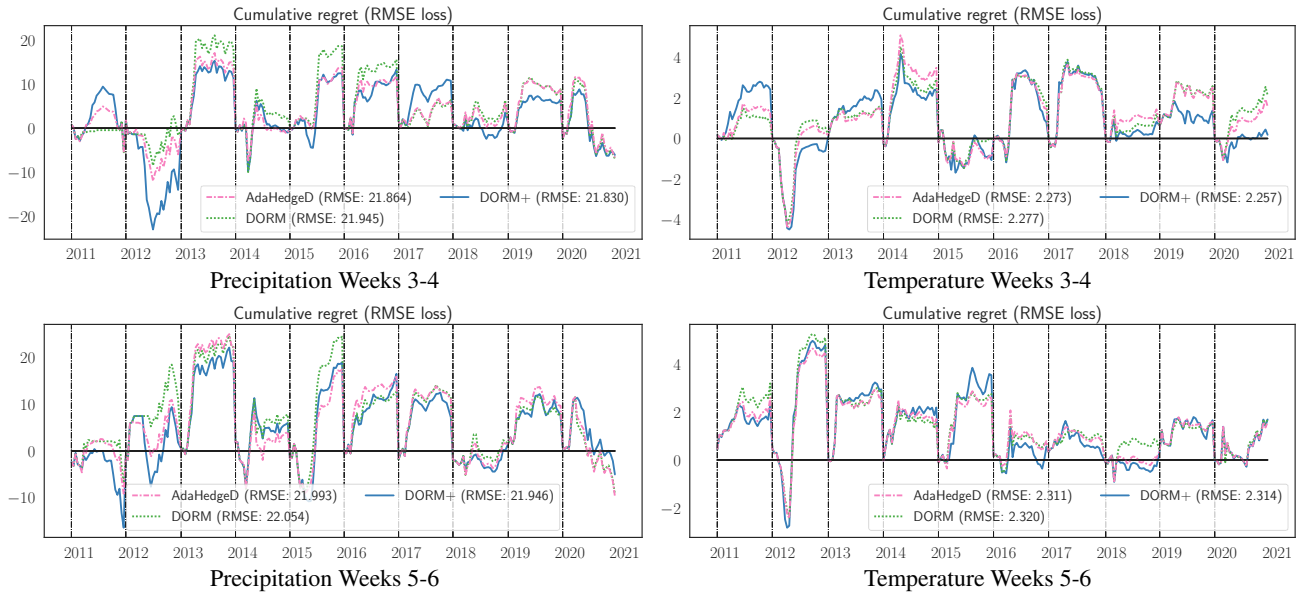 Cumulative regret (RMSE loss)
20
10
0
−10
−20
AdaHedgeD (RMSE: 21.864)
DORM (RMSE: 21.945)
DORM+ (RMSE: 21.830)
2011 2012 2013 2014 2015 2016 2017 2018 2019 2020 2021
Precipitation Weeks 3-4
Cumulative regret (RMSE loss)
4
2
0
−2
−4
AdaHedgeD (RMSE: 2.273)
DORM (RMSE: 2.277)
DORM+ (RMSE: 2.257)
2011 2012 2013 2014 2015 2016 2017 2018 2019 2020 2021
Temperature Weeks 3-4
Cumulative regret (RMSE loss)
20
10
0
−10
AdaHedgeD (RMSE: 21.993)
DORM (RMSE: 22.054)
DORM+ (RMSE: 21.946)
2011 2012 2013 2014 2015 2016 2017 2018 2019 2020 2021
Precipitation Weeks 5-6
Cumulative regret (RMSE loss)
4
2
0
−2
AdaHedgeD (RMSE: 2.311)
DORM (RMSE: 2.320)
DORM+ (RMSE: 2.314)
2011 2012 2013 2014 2015 2016 2017 2018 2019 2020 2021
Temperature Weeks 5-6